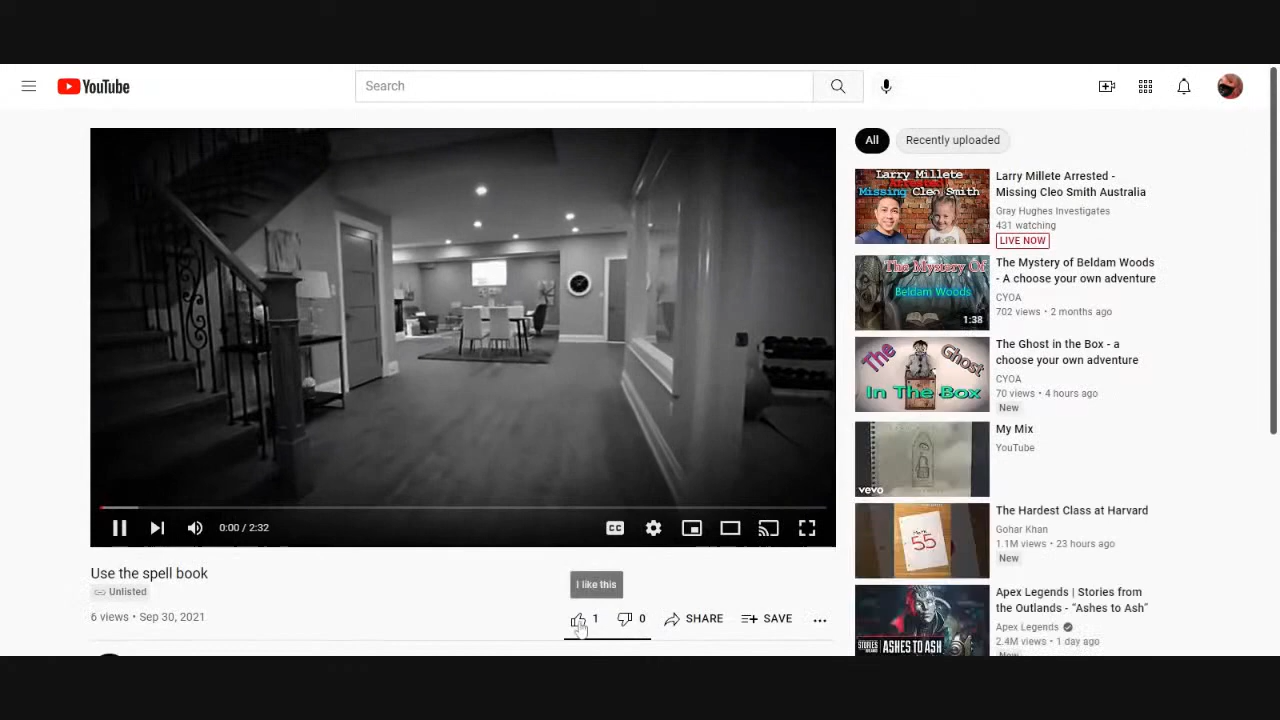 YouTube
Search
All
Recently uploaded
Larry Millete
Arrested
Missing Cleo Smith
Larry Millete Arrested -
Missing Cleo Smith Australia
Gray Hughes Investigates
431 watching
LIVE NOW
The Mystery Of
Beldam Woods
1:38
The Mystery of Beldam Woods
- A choose your own adventure
CYOA
702 views • 2 months ago
The Ghost
In The Box
The Ghost in the Box - a
choose your own adventure
CYOA
70 views • 4 hours ago
New
vevo
My Mix
YouTube
55
The Hardest Class at Harvard
Gohar Khan
1.1M views • 23 hours ago
New
STORIES
ASHES TO ASH
Apex Legends | Stories from
the Outlands - “Ashes to Ash”
Apex Legends
2.4M views • 1 day ago
New
0:00 / 2:32
CC
Use the spell book
Unlisted
6 views • Sep 30, 2021
I like this
1
0
SHARE
SAVE